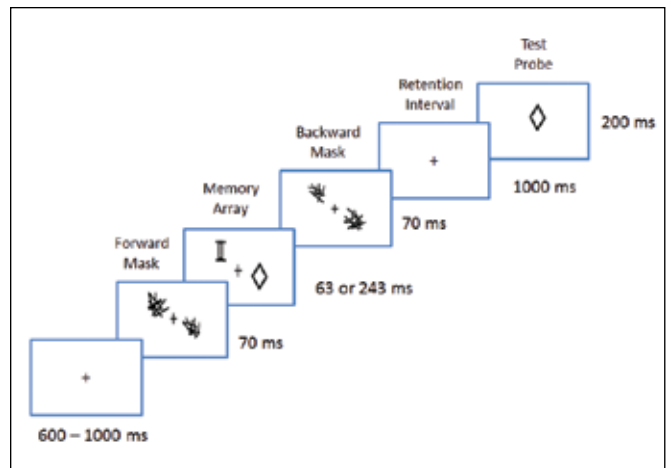 Test
Probe
200 ms
Retention
Interval
1000 ms
Backward
Mask
70 ms
Memory
Array
63 or 243 ms
Forward
Mask
70 ms
600 – 1000 ms